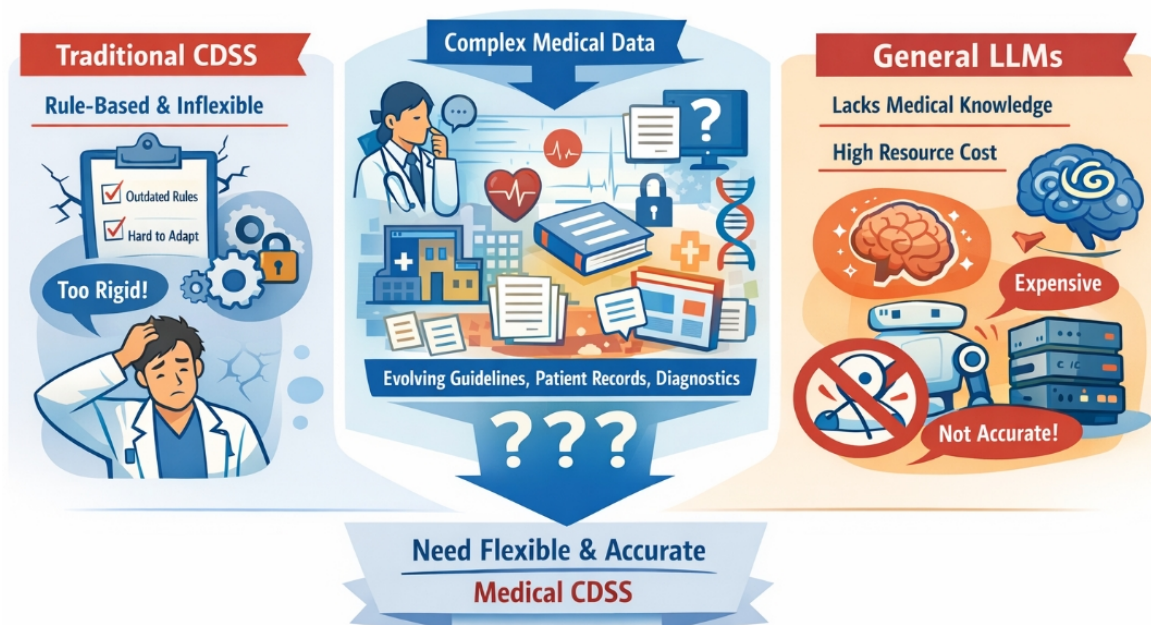 Traditional CDSS
Rule-Based & Inflexible
Outdated Rules
Hard to Adapt
Too Rigid!
Complex Medical Data
?
Evolving Guidelines, Patient Records, Diagnostics
???
General LLMs
Lacks Medical Knowledge
High Resource Cost
Expensive
Not Accurate!
Need Flexible & Accurate
Medical CDSS